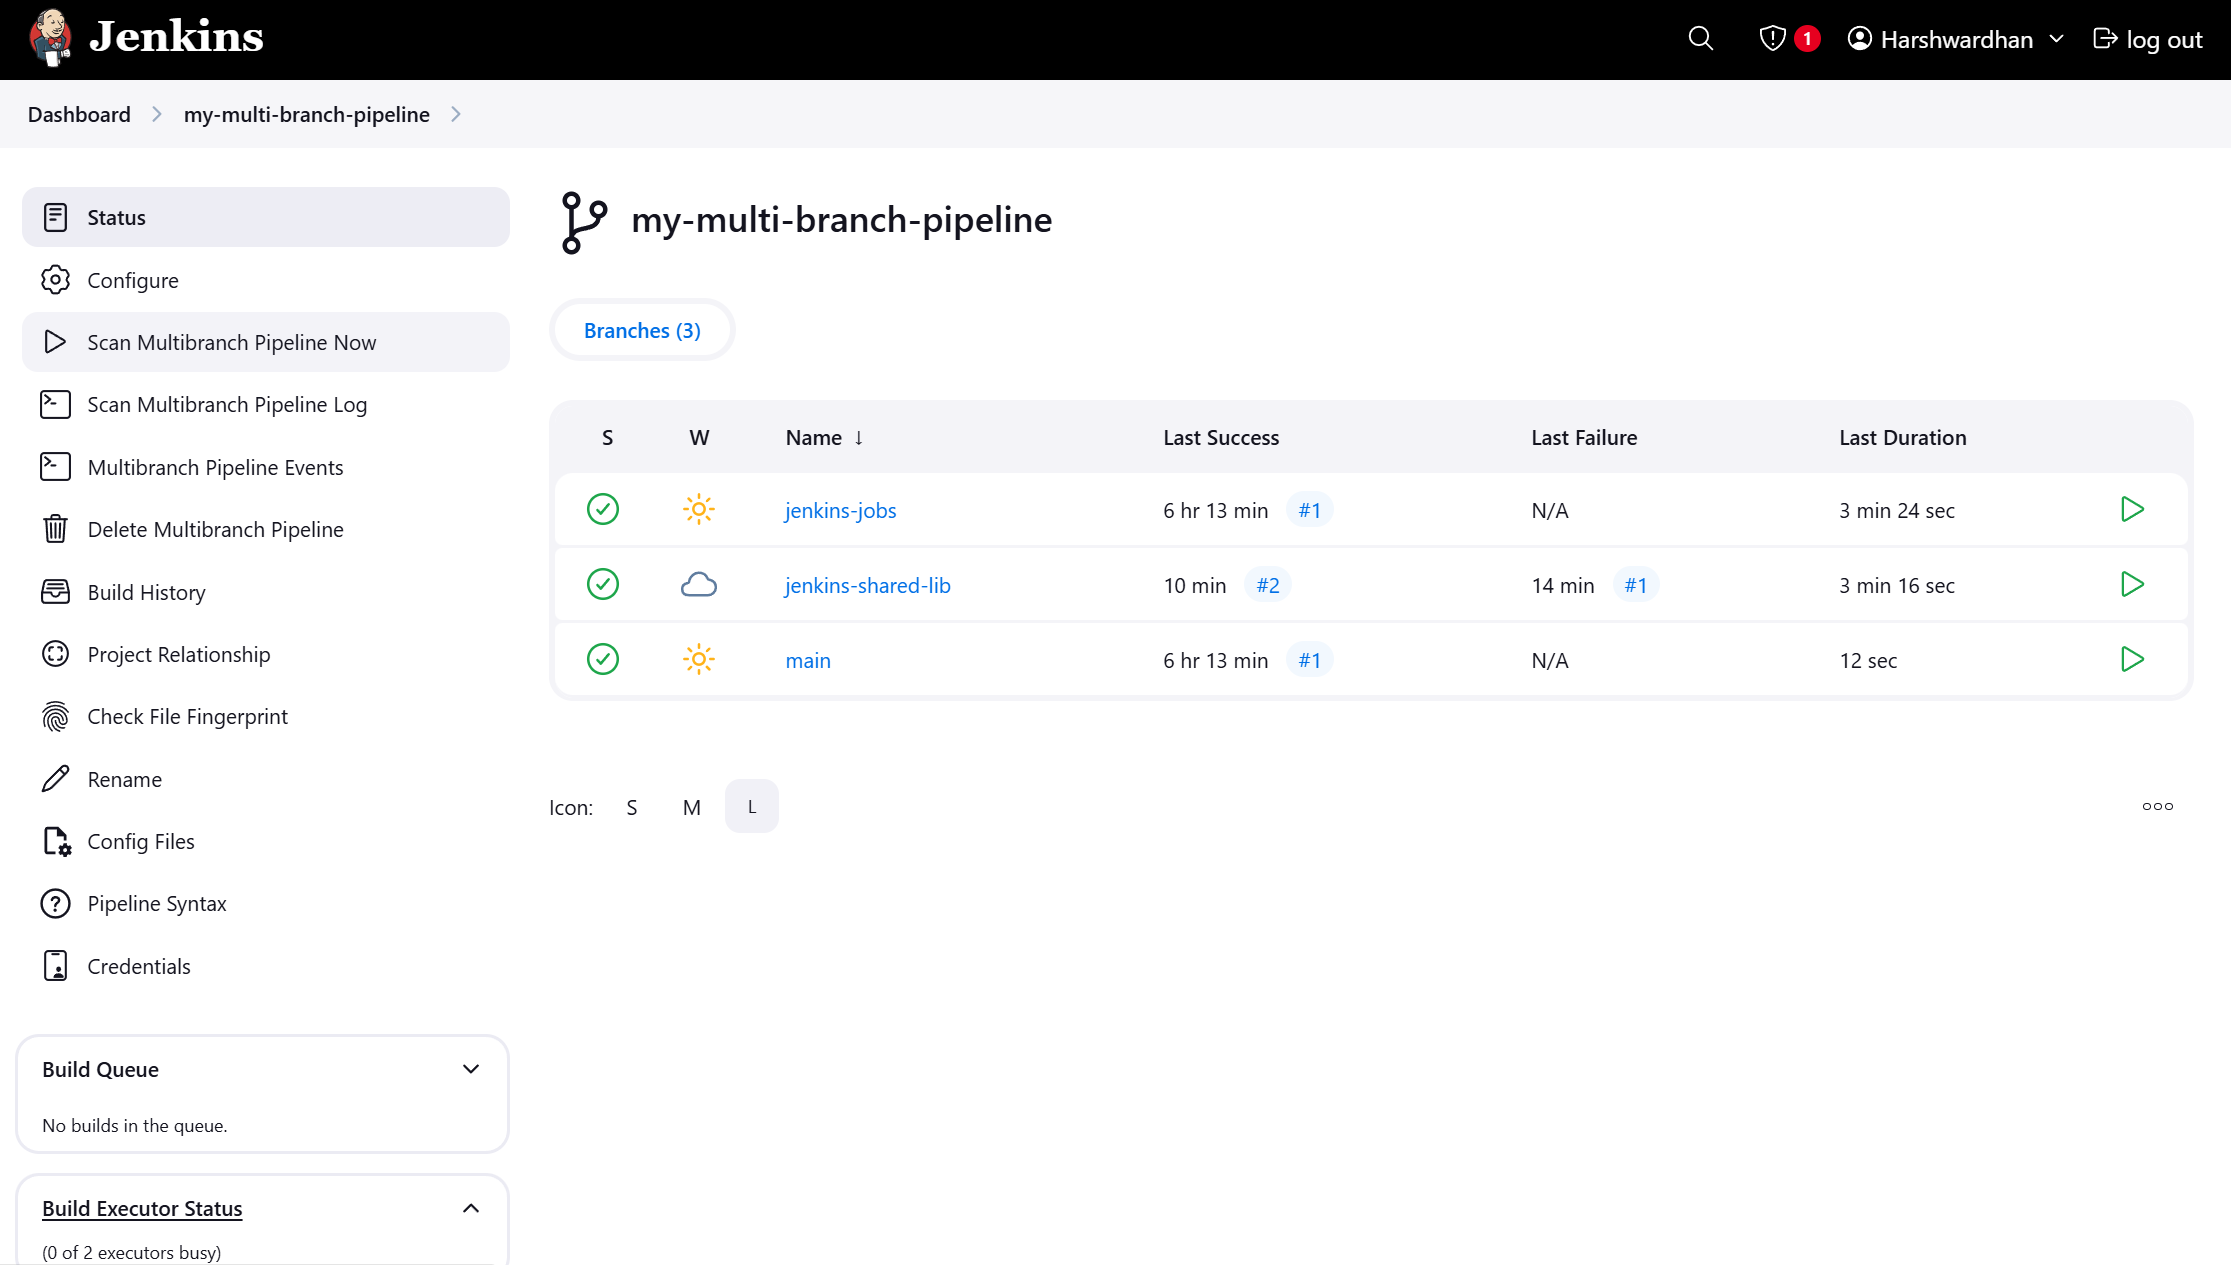 Jenkins
1
Harshwardhan
log out
Dashboard
my-multi-branch-pipeline
Status
Configure
Scan Multibranch Pipeline Now
Scan Multibranch Pipeline Log
Multibranch Pipeline Events
Delete Multibranch Pipeline
Build History
Project Relationship
Check File Fingerprint
Rename
Config Files
Pipeline Syntax
Credentials
Build Queue
No builds in the queue.
Build Executor Status
(0 of 2 executors busy)
my-multi-branch-pipeline
Branches (3)
S W Name ↓ Last Success Last Failure Last Duration
jenkins-jobs 6 hr 13 min #1 N/A 3 min 24 sec
jenkins-shared-lib 10 min #2 14 min #1 3 min 16 sec
main 6 hr 13 min #1 N/A 12 sec
Icon: S M L